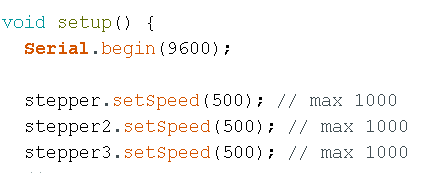 void setup() {
  Serial.begin(9600);

  stepper.setSpeed(500); // max 1000
  stepper2.setSpeed(500); // max 1000
  stepper3.setSpeed(500); // max 1000